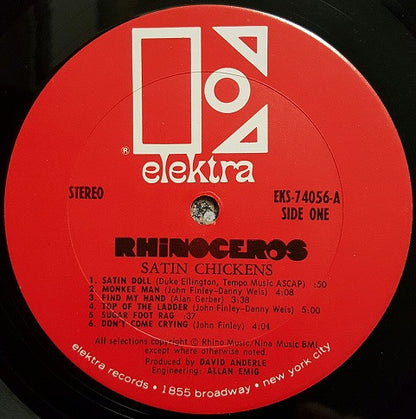 ® elektra
STEREO
EKS-74056-A
SIDE ONE
RHINOCEROS
SATIN CHICKENS
1. SATIN DOLL (Duke Ellington, Tempo Music ASCAP) :50
2. MONKEE MAN (John Finley-Danny Weis) 4:08
3. FIND MY HAND (Alan Gerber) 3:38
4. TOP OF THE LADDER (John Finley-Danny Weis) 5:00
5 SUGAR FOOT RAG :37
6. DON'T COME CRYING (John Finley) 4:04
All selections copyright © Rhino Music/Nina Music BMI
except where otherwise noted.
Produced by DAVID ANDERLE
Engineering: ALLAN EMIG
elektra records • 1855 broadway • new york city